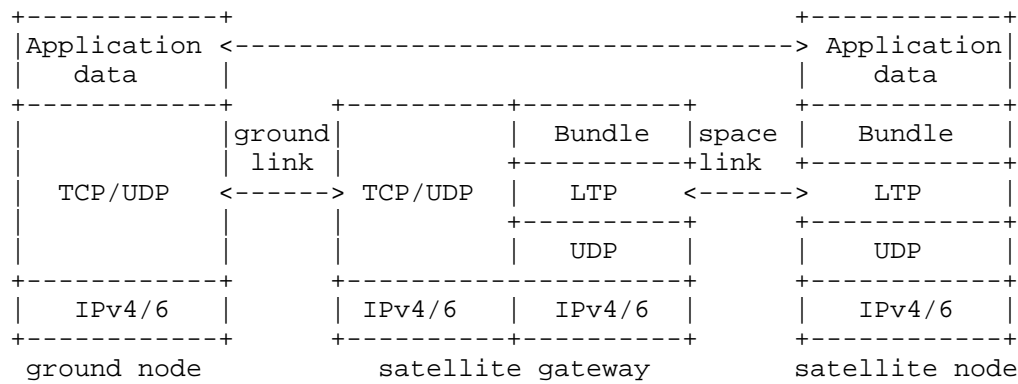 Application <----------------------------------> Application
data data
ground Bundle space Bundle
link link
TCP/UDP <------> TCP/UDP LTP <------> LTP
UDP UDP
IPv4/6 IPv4/6 IPv4/6 IPv4/6
ground node satellite gateway satellite node